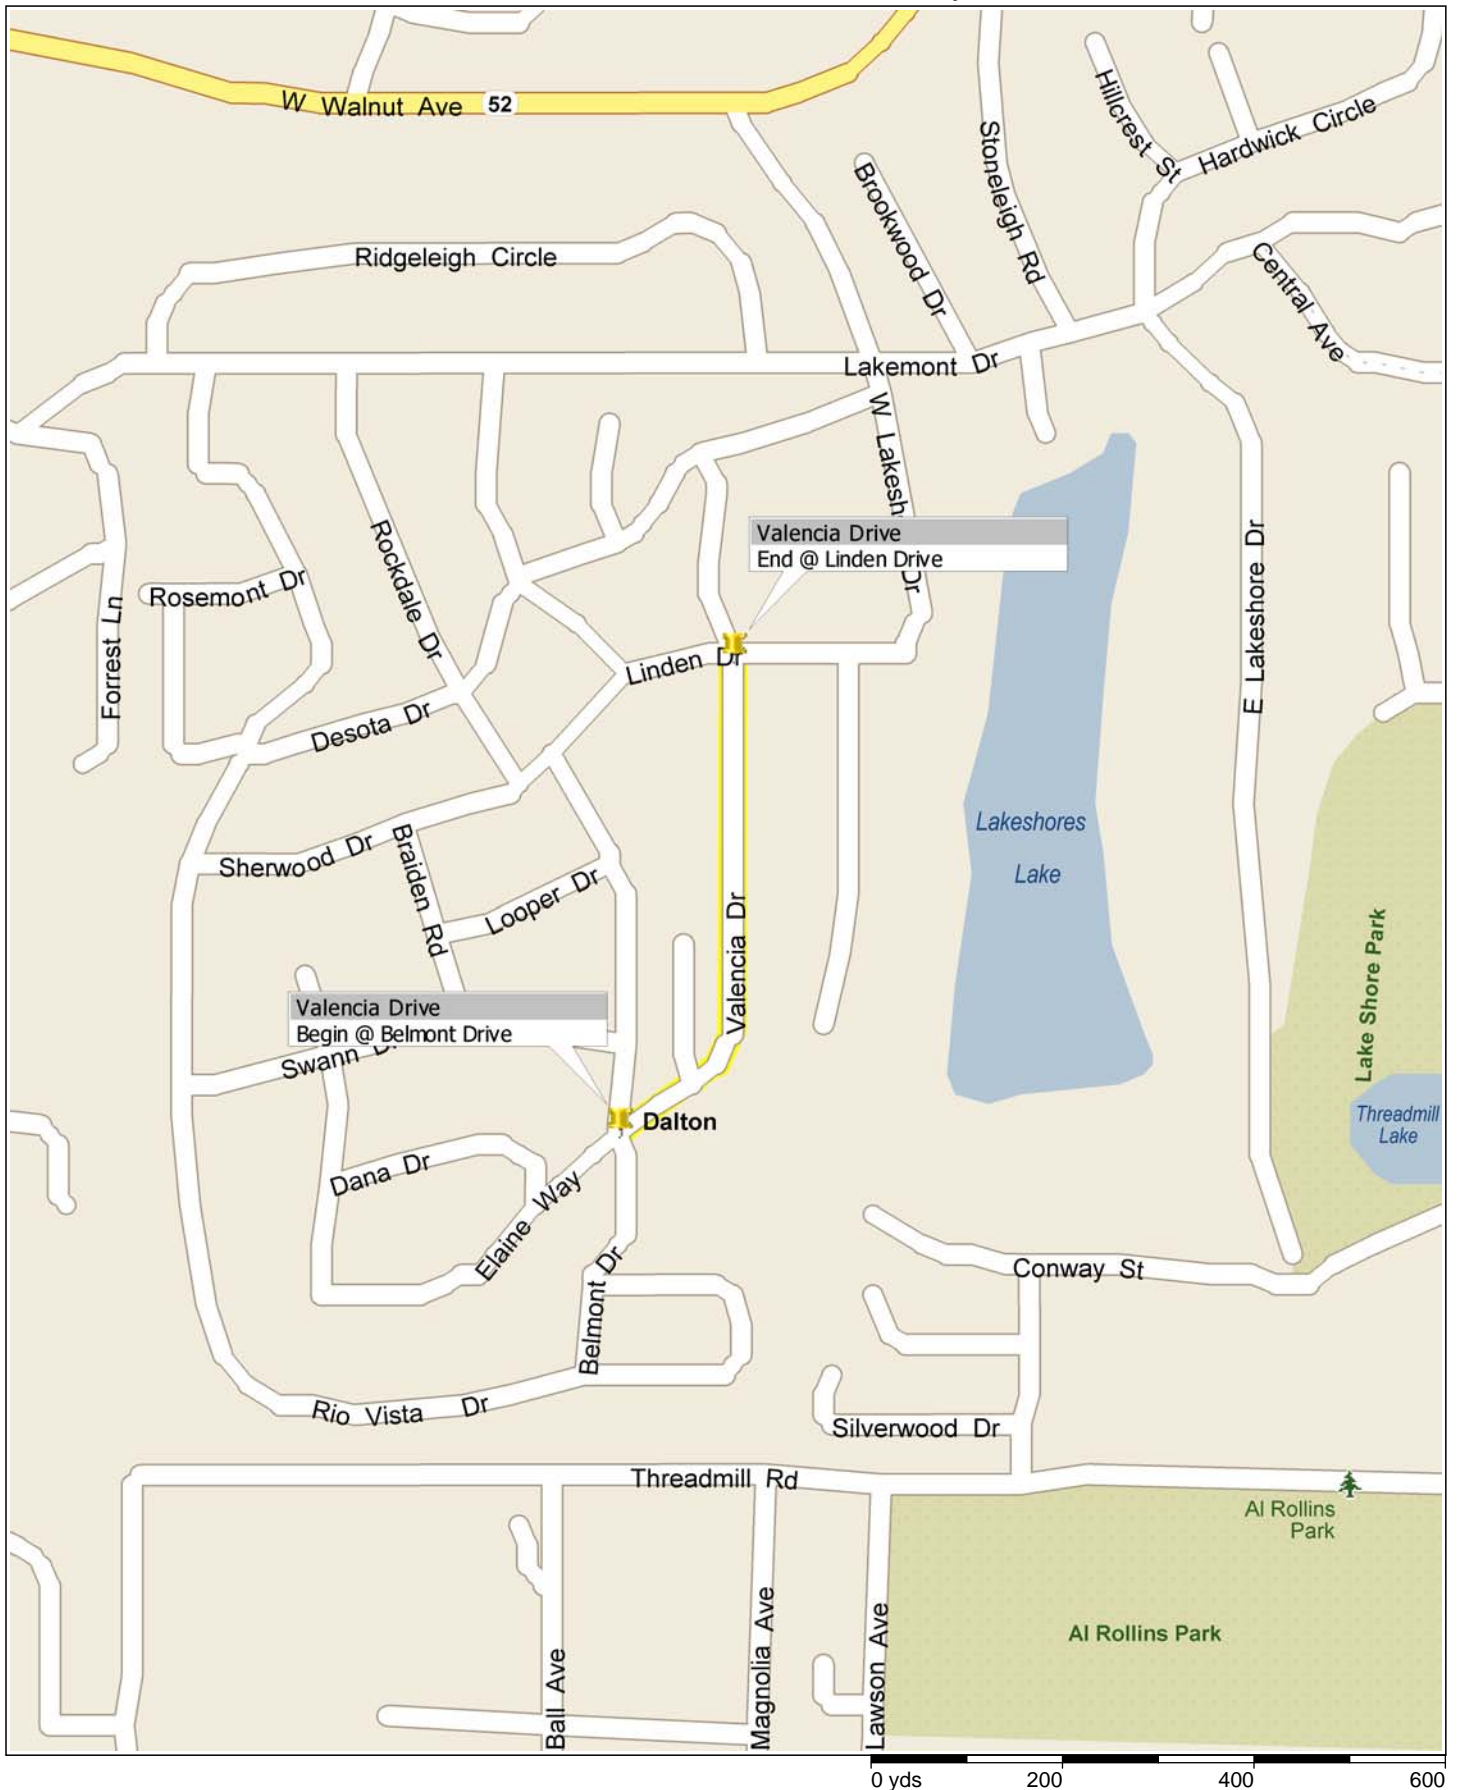 W Walnut Ave 52
Hillcrest St
Hardwick Circle
Stoneleigh Rd
Brookwood Dr
Ridgeleigh Circle
Central Ave
Lakemont Dr
W Lakesh Dr
Rockdale Dr
Valencia Drive
End @ Linden Drive
Rosemont Dr
Forrest Ln
E Lakeshore Dr
Linden Dr
Desota Dr
Lakeshores
Lake
Sherwood Dr
Braiden Rd
Looper Dr
Valencia Dr
Lake Shore Park
Valencia Drive
Begin @ Belmont Drive
Swann
Dalton
Threadmill
Lake
Dana Dr
Elaine Way
Belmont Dr
Conway St
Rio Vista Dr
Silverwood Dr
Threadmill Rd
Al Rollins
Park
Al Rollins Park
Ball Ave
Magnolia Ave
Lawson Ave
0 yds 200 400 600